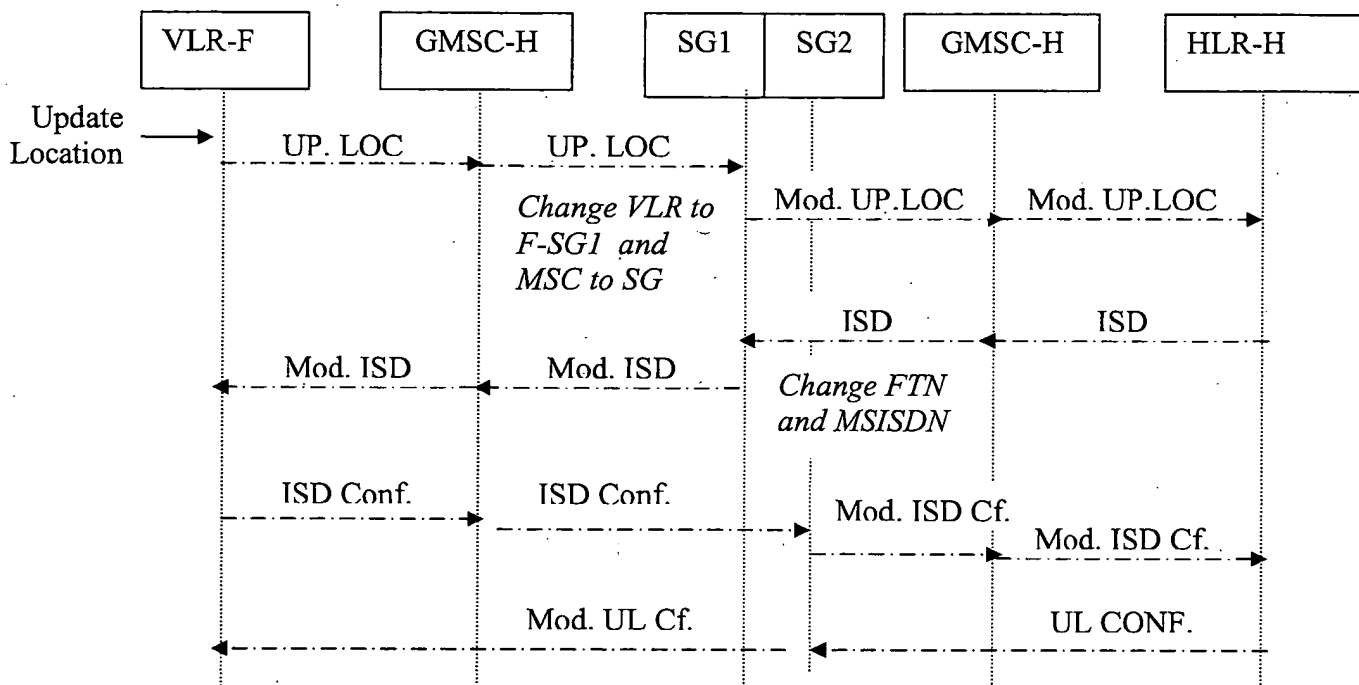 VLR-F
GMSC-H
SG1
SG2
GMSC-H
HLR-H
Update
Location
UP. LOC
UP. LOC
Change VLR to
F-SG1 and
MSC to SG
Mod. UP.LOC
Mod. UP.LOC
ISD
ISD
Mod. ISD
Mod. ISD
Change FTN
and MSISDN
ISD Conf.
ISD Conf.
Mod. ISD Cf.
Mod. ISD Cf.
Mod. UL Cf.
UL CONF.